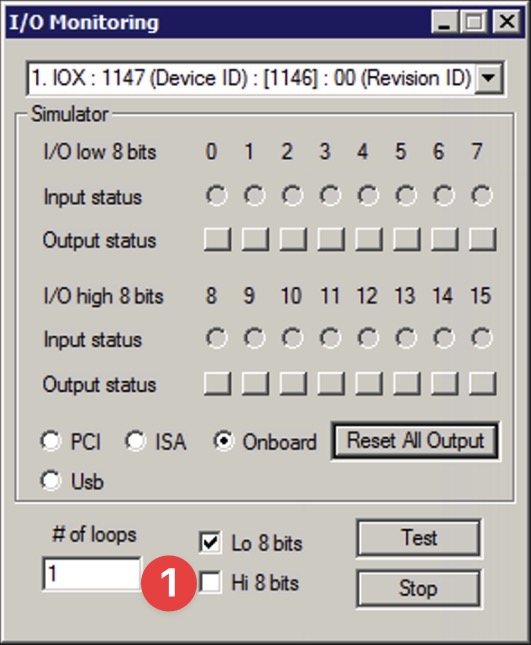 I/O Monitoring
1. IOX : 1147 (Device ID) : [1146] : 00 (Revision ID)
Simulator
I/O low 8 bits 0 1 2 3 4 5 6 7
Input status
Output status
I/O high 8 bits 8 9 10 11 12 13 14 15
Input status
Output status
PCI ISA Onboard Reset All Output
Usb
# of loops Lo 8 bits Test
1 1 Hi 8 bits Stop